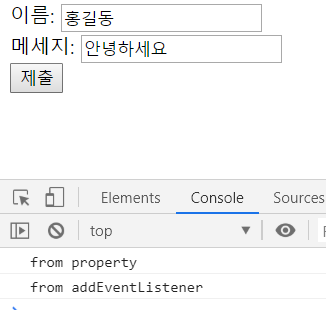 이름: 홍길동
메세지: 안녕하세요
제출
Elements Console Sources
top
from property
from addEventListener